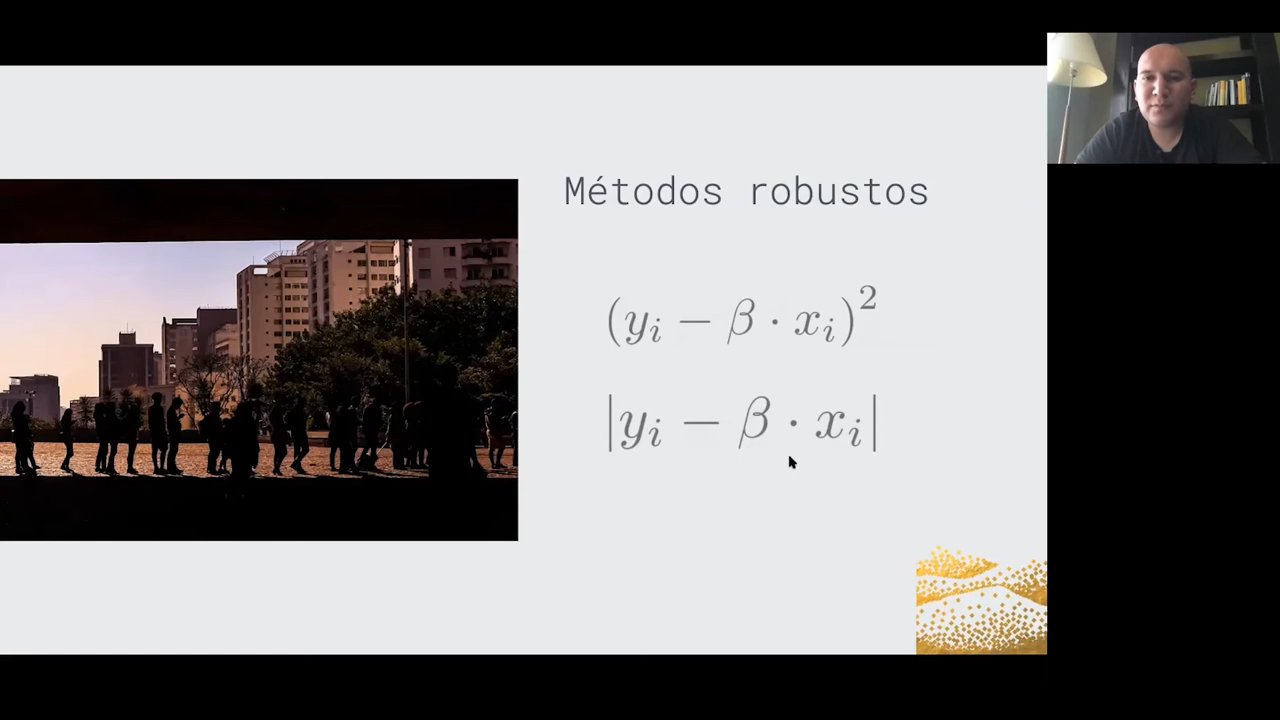 Métodos robustos
(yᵢ − β · xᵢ)²
|yᵢ − β · xᵢ|